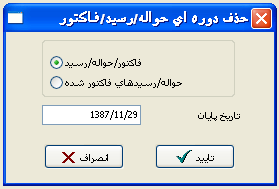 حذف دوره اي حواله/رسيد/فاكتور
فاكتور/حواله/رسيد
حواله/رسيدهاي فاكتور شده
تاريخ پايان
1387/11/29
تاييد
انصراف